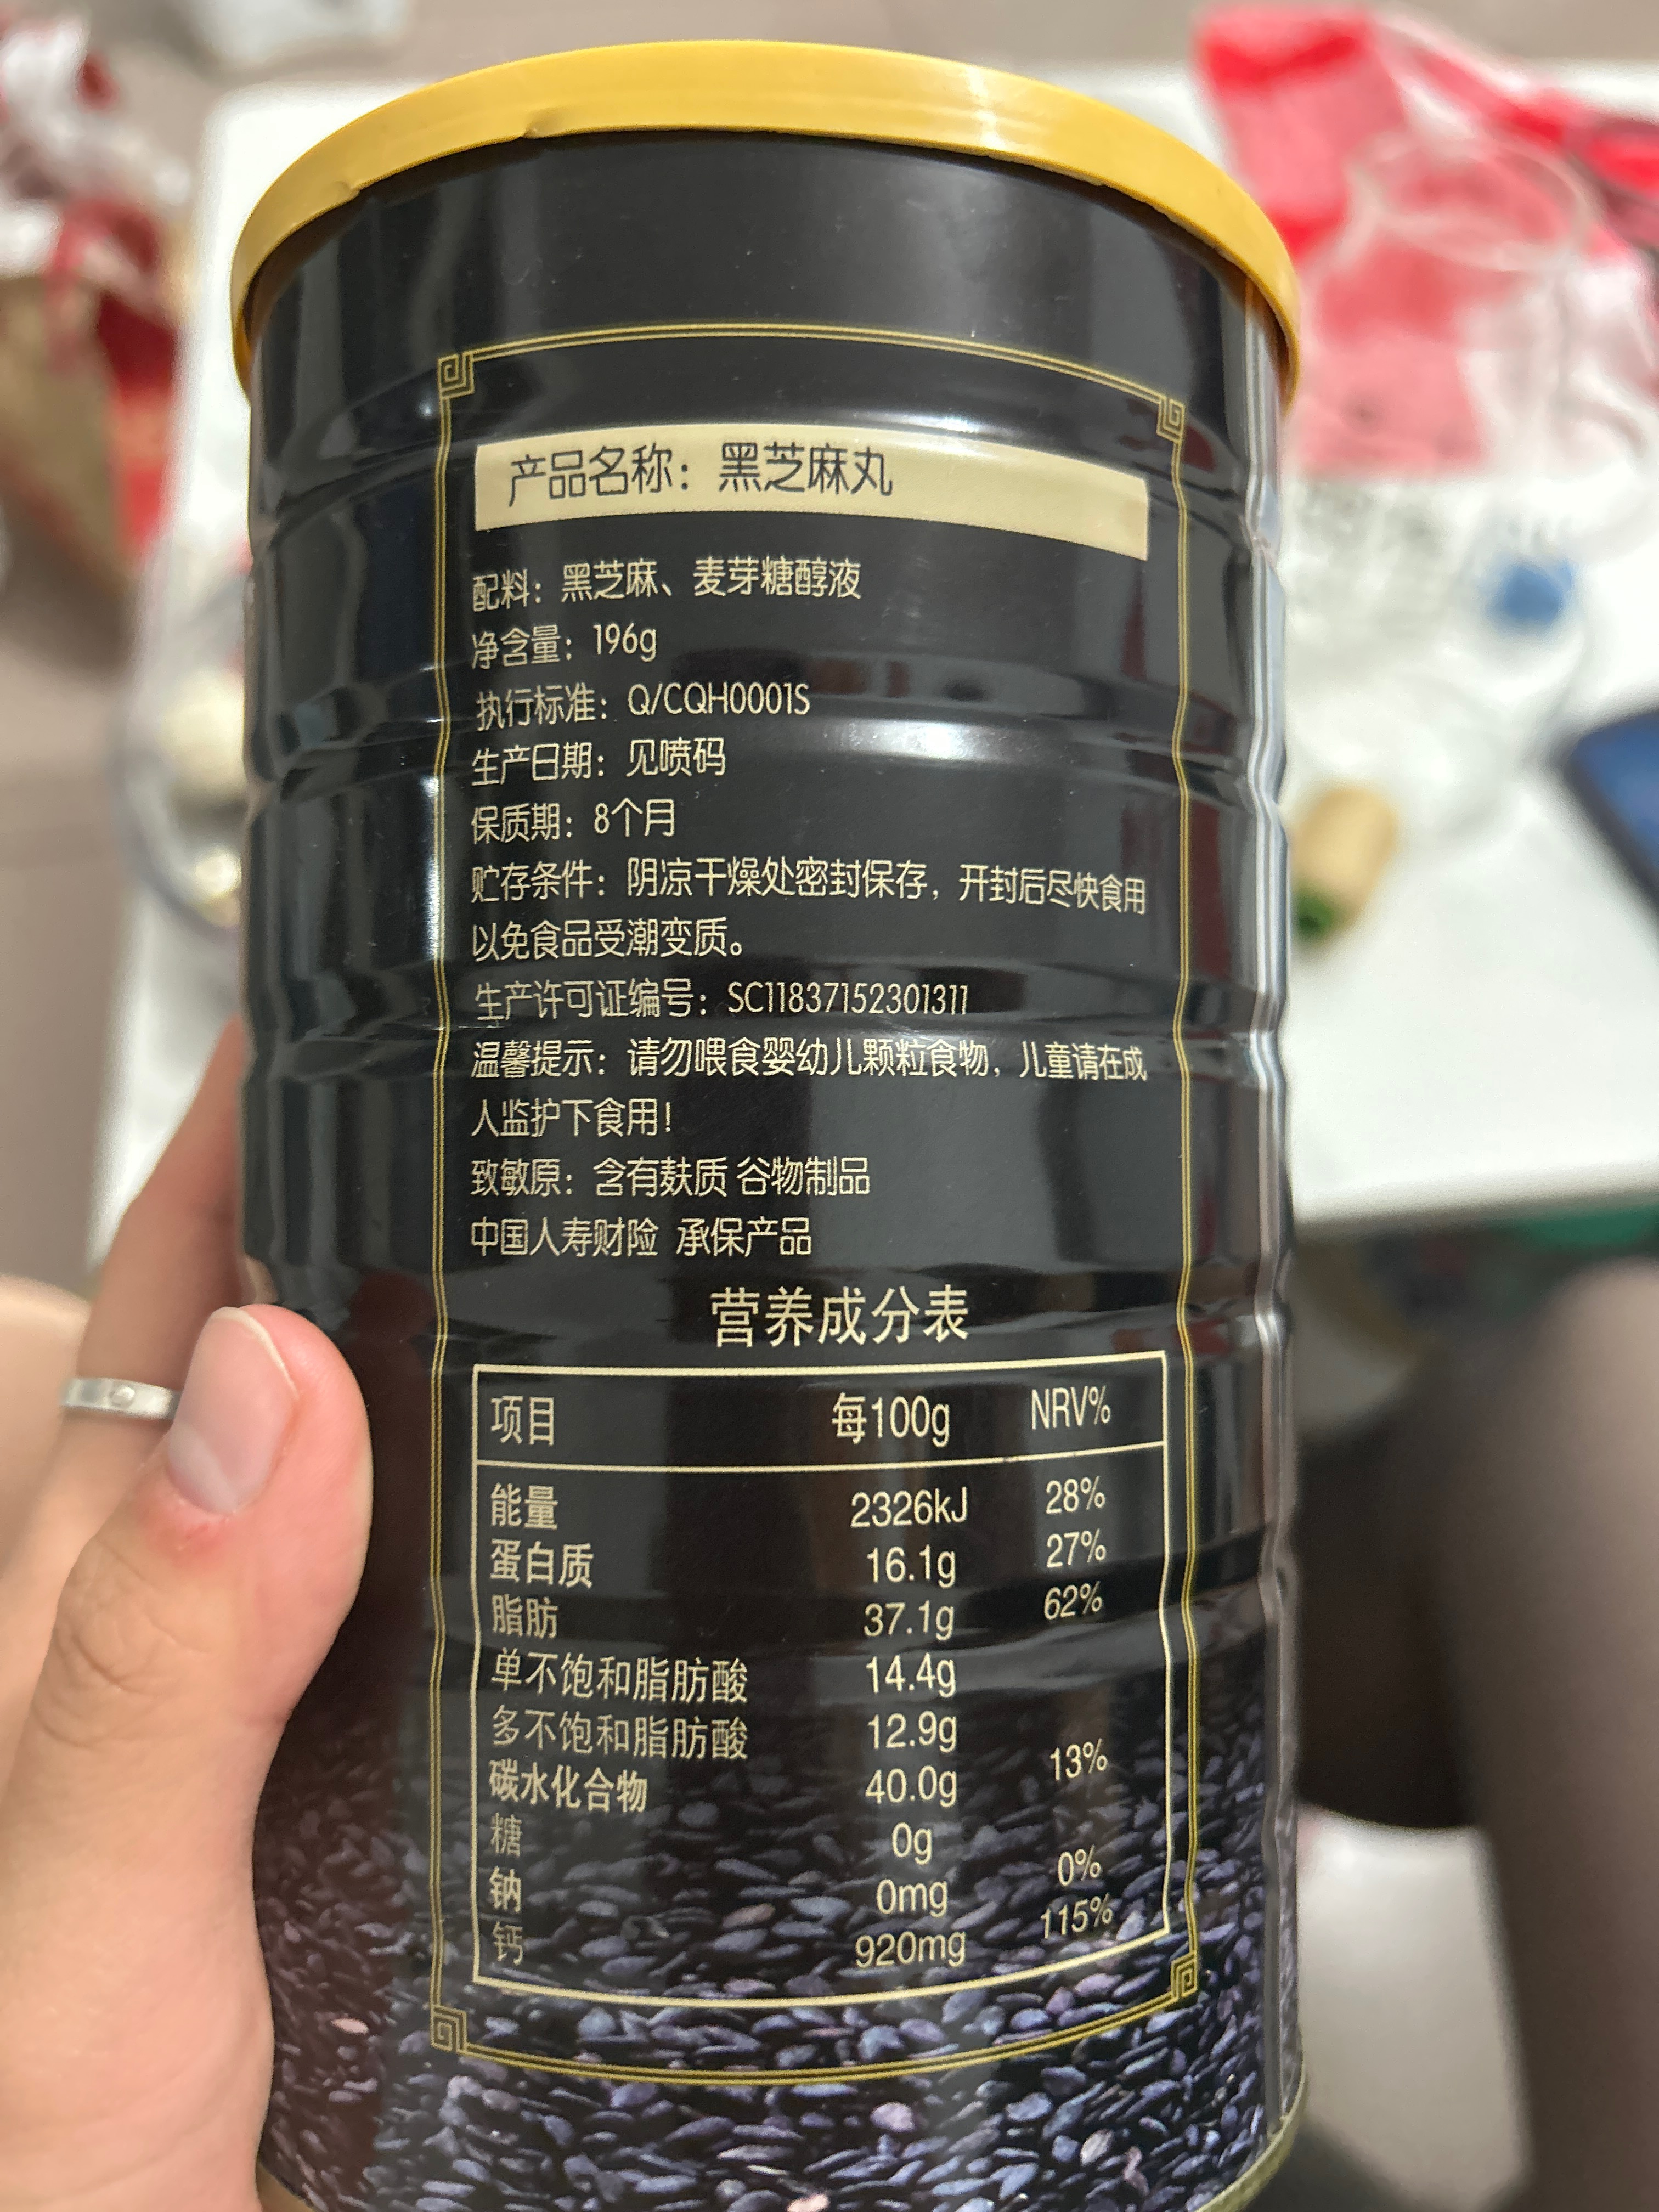 产品名称：黑芝麻丸
配料：黑芝麻、麦芽糖醇液
净含量：196g
执行标准：Q/CQH0001S
生产日期：见喷码
保质期：8个月
贮存条件：阴凉干燥处密封保存，开封后尽快食用
以免食品受潮变质。
生产许可证编号：SC11837152301311
温馨提示：请勿喂食婴幼儿颗粒食物，儿童请在成
人监护下食用！
致敏原：含有麸质 谷物制品
中国人寿财险 承保产品
营养成分表
项目 每100g NRV%
能量 2326kJ 28%
蛋白质 16.1g 27%
脂肪 37.1g 62%
单不饱和脂肪酸 14.4g
多不饱和脂肪酸 12.9g
碳水化合物 40.0g 13%
糖 0g
钠 0mg 0%
钙 920mg 115%